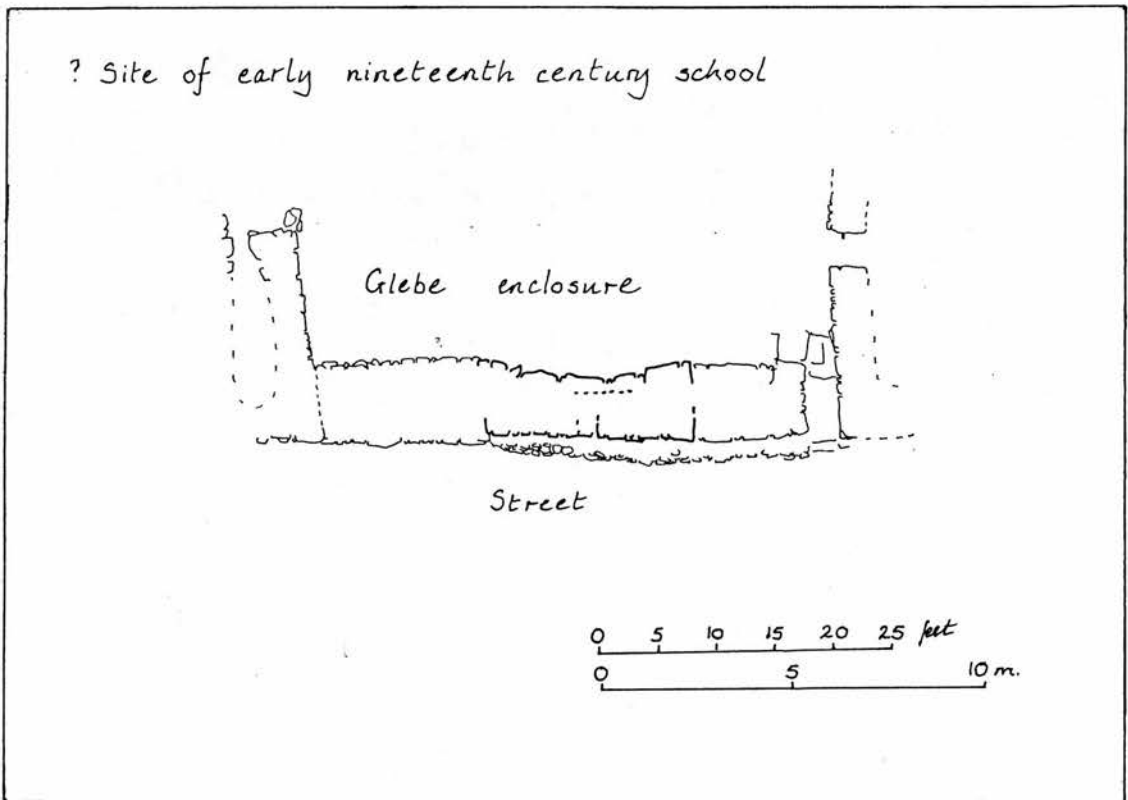 ? Site of early nineteenth century school
Glebe enclosure
Street
0 5 10 15 20 25 feet
0 5 10 m.